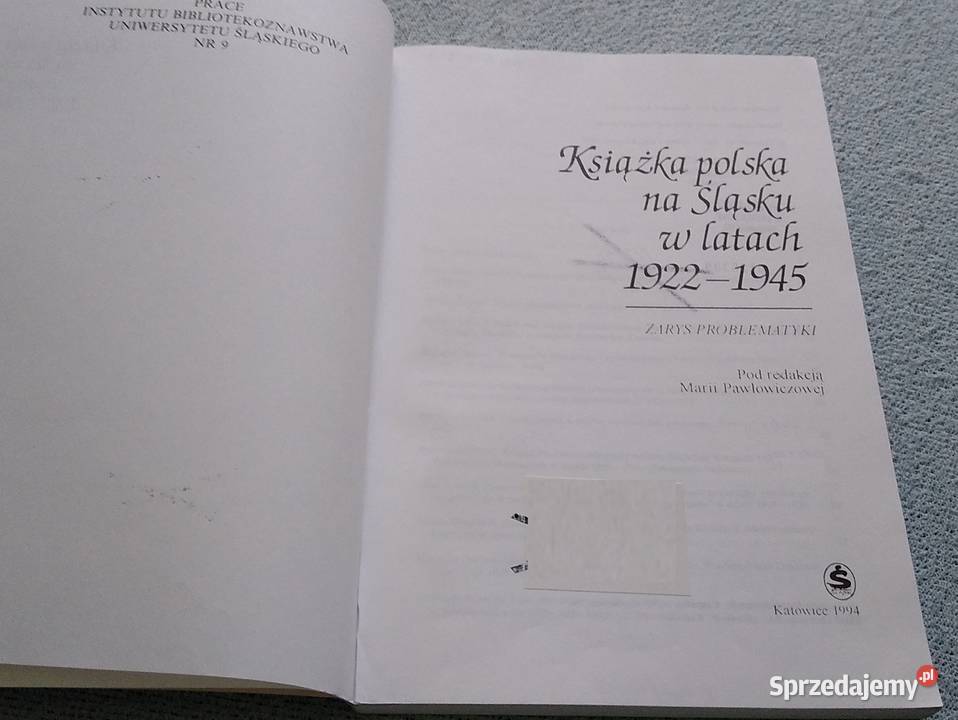 PRACE
INSTYTUTU BIBLIOTEKOZNAWSTWA
UNIWERSYTETU ŚLĄSKIEGO
NR 9
Książka polska
na Śląsku
w latach
1922–1945
ZARYS PROBLEMATYKI
Pod redakcją
Marii Pawłowiczowej
Ś
Katowice 1994
Sprzedajemy.pl